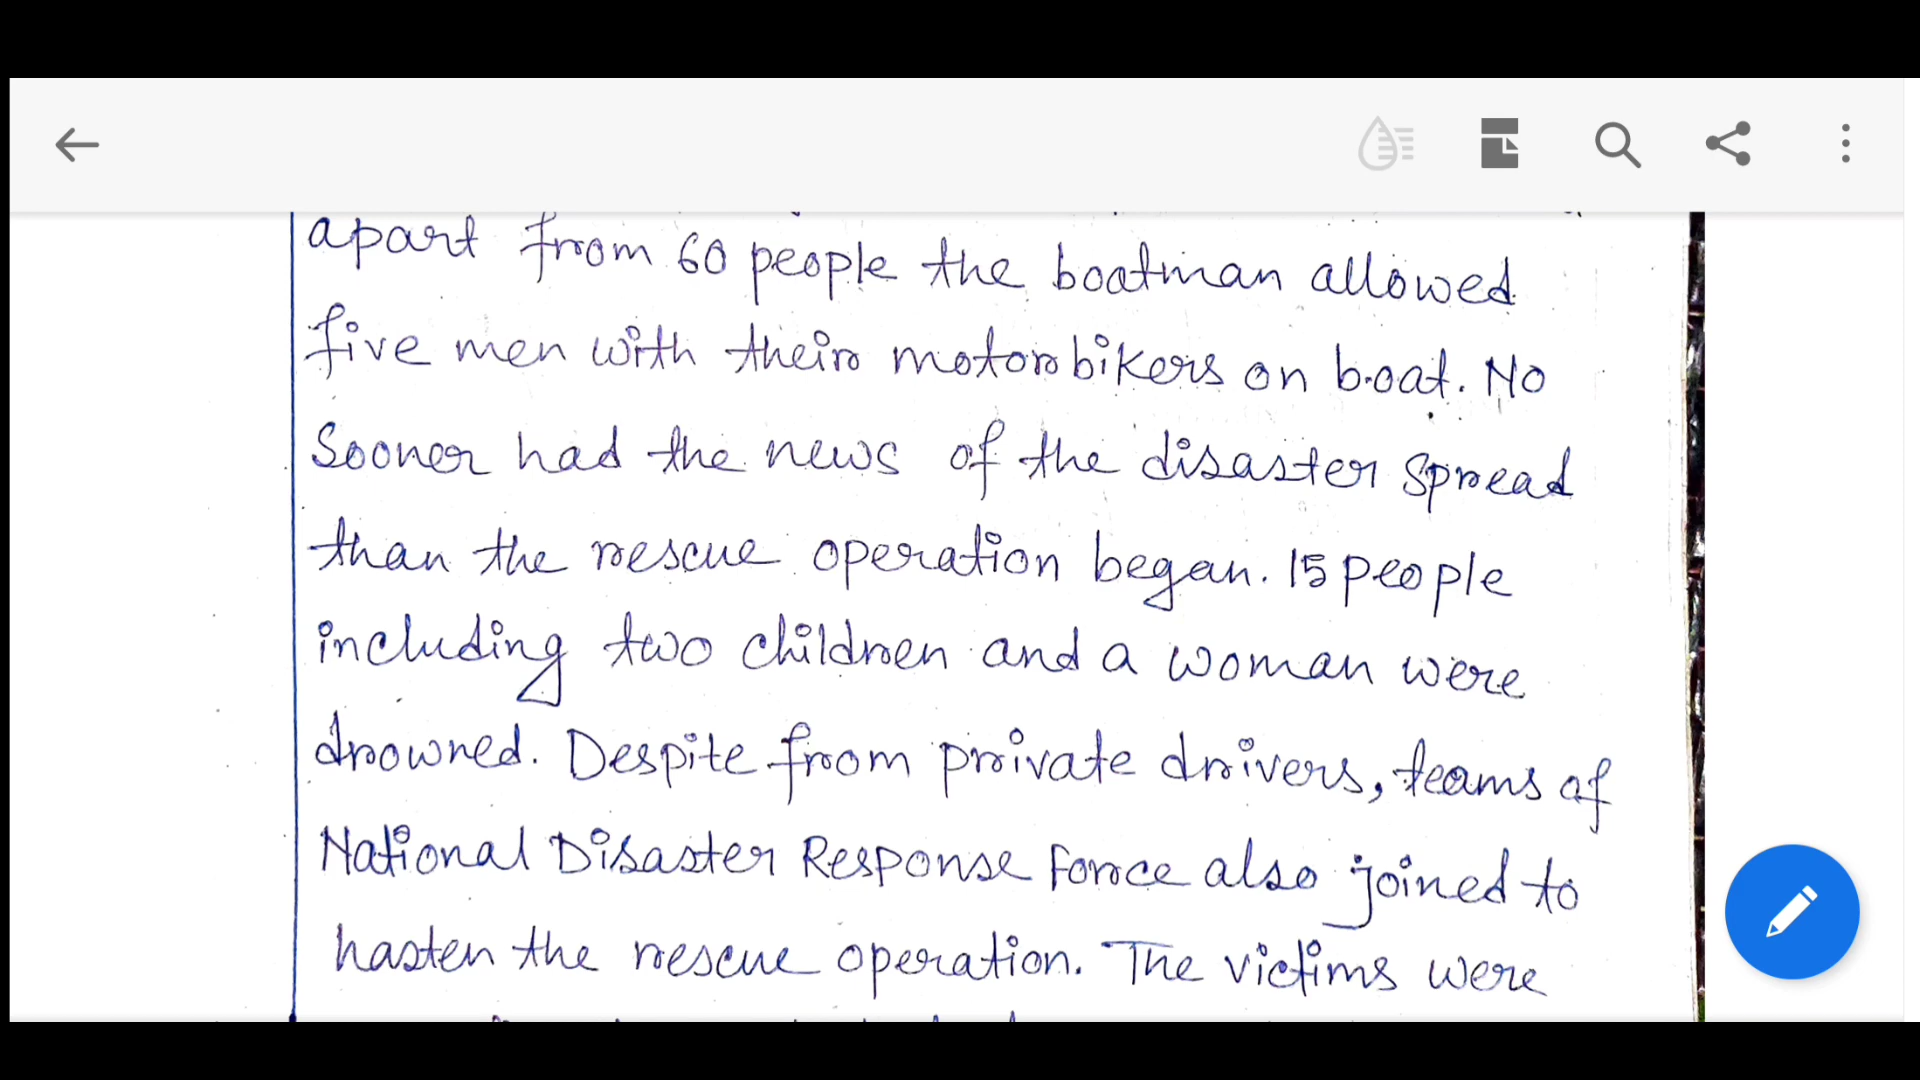 apart from 60 people the boatman allowed
five men with their motorbikers on boat. No
Sooner had the news of the disaster spread
than the rescue operation began. 15 people
including two children and a woman were
drowned. Despite from private drivers, teams of
National Disaster Response Force also joined to
hasten the rescue operation. The victims were